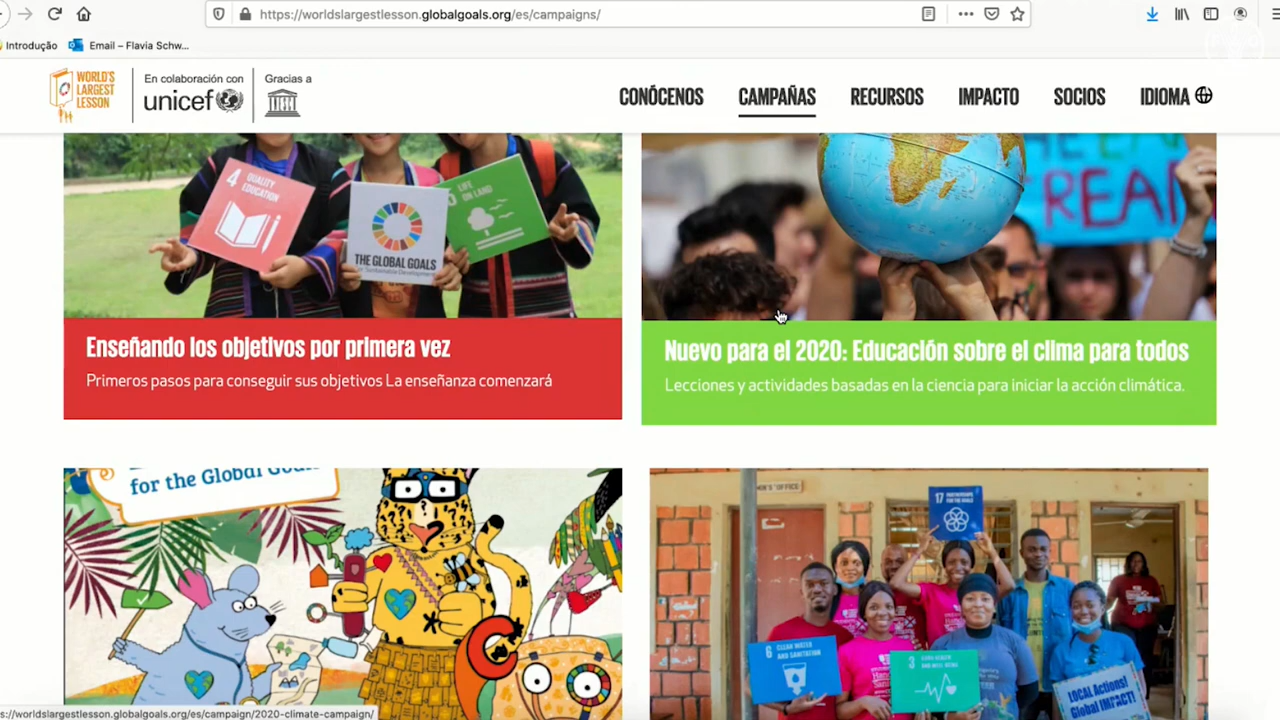 https://worldslargestlesson.globalgoals.org/es/campaigns/
Introdução
Email – Flavia Schw...
WORLD'S
LARGEST
LESSON
En colaboración con
unicef
Gracias a
UNESCO
CONÓCENOS
CAMPAÑAS
RECURSOS
IMPACTO
SOCIOS
IDIOMA
4 QUALITY
EDUCATION
THE GLOBAL GOALS
LIFE
ON LAND
READ
Enseñando los objetivos por primera vez
Primeros pasos para conseguir sus objetivos La enseñanza comenzará
Nuevo para el 2020: Educación sobre el clima para todos
Lecciones y actividades basadas en la ciencia para iniciar la acción climática.
for the Global Goals
17 PARTNERSHIPS
FOR THE GOALS
6 CLEAN WATER
AND SANITATION
3 GOOD HEALTH
AND WELL-BEING
LOCAL Actions!
Global IMPACT!
s://worldslargestlesson.globalgoals.org/es/campaign/2020-climate-campaign/